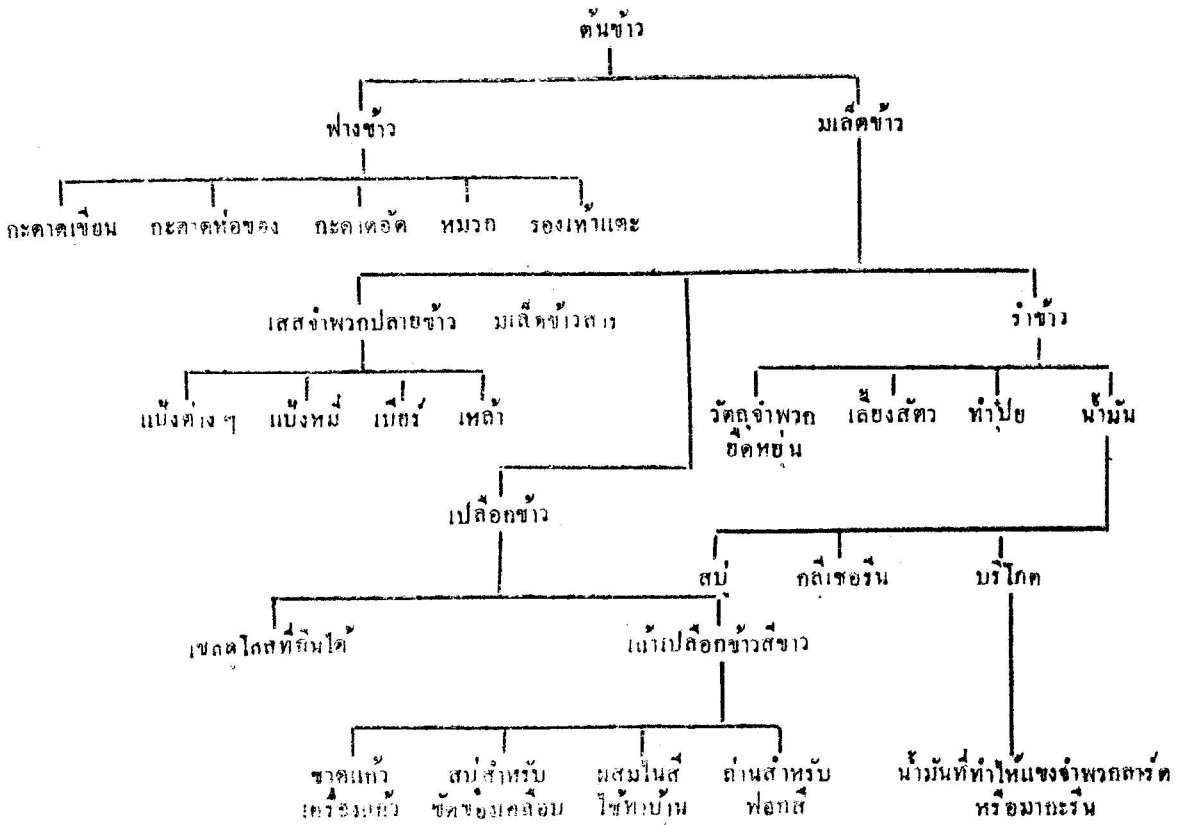 ต้นข้าว
ฟางข้าว
มเล็ดข้าว
กะดาดเขียน กะดาดห่อของ กะดาดอัด หมวก รองเท้าแตะ
เสสจำพวกปลายข้าว มเล็ดข้าวสาร รำข้าว
แป้งต่าง ๆ แป้งหมี่ เบียร์ เหล้า วัตถุจำพวก เลี้ยงสัตว ทำปุ๋ย น้ำมัน
ยืดหยุ่น
เปลือกข้าว
สบู่ กลีเซอรีน บริโภค
เซลลูโลสที่กินได้ เถ้าเปลือกข้าวสีขาว
ขวดแก้ว สบู่สำหรับ ผสมในสี ถ่านสำหรับ น้ำมันที่ทำไห้แขงจำพวกลาร์ด
เครื่องแก้ว ขัดของเคลือบ ไช้ทาบ้าน ฟอกสี หรือมากะรีน